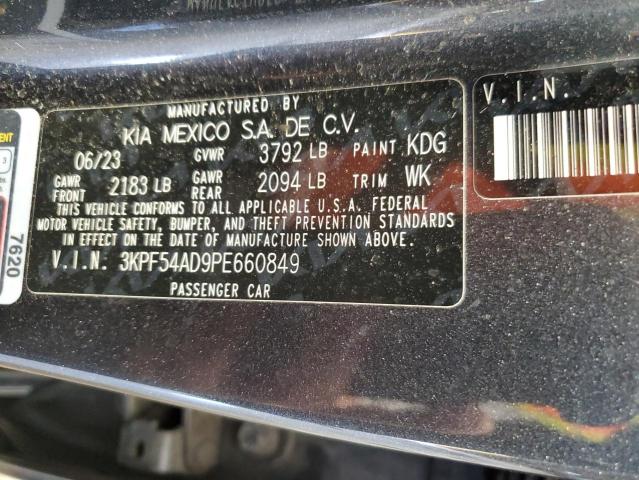 MANUFACTURED BY
KIA MEXICO S.A. DE C.V.
06/23 GVWR 3792 LB PAINT KDG
GAWR FRONT 2183 LB GAWR REAR 2094 LB TRIM WK
THIS VEHICLE CONFORMS TO ALL APPLICABLE U.S.A. FEDERAL
MOTOR VEHICLE SAFETY, BUMPER, AND THEFT PREVENTION STANDARDS
IN EFFECT ON THE DATE OF MANUFACTURE SHOWN ABOVE.
V.I.N. 3KPF54AD9PE660849
PASSENGER CAR
V.I.N.
7620
3